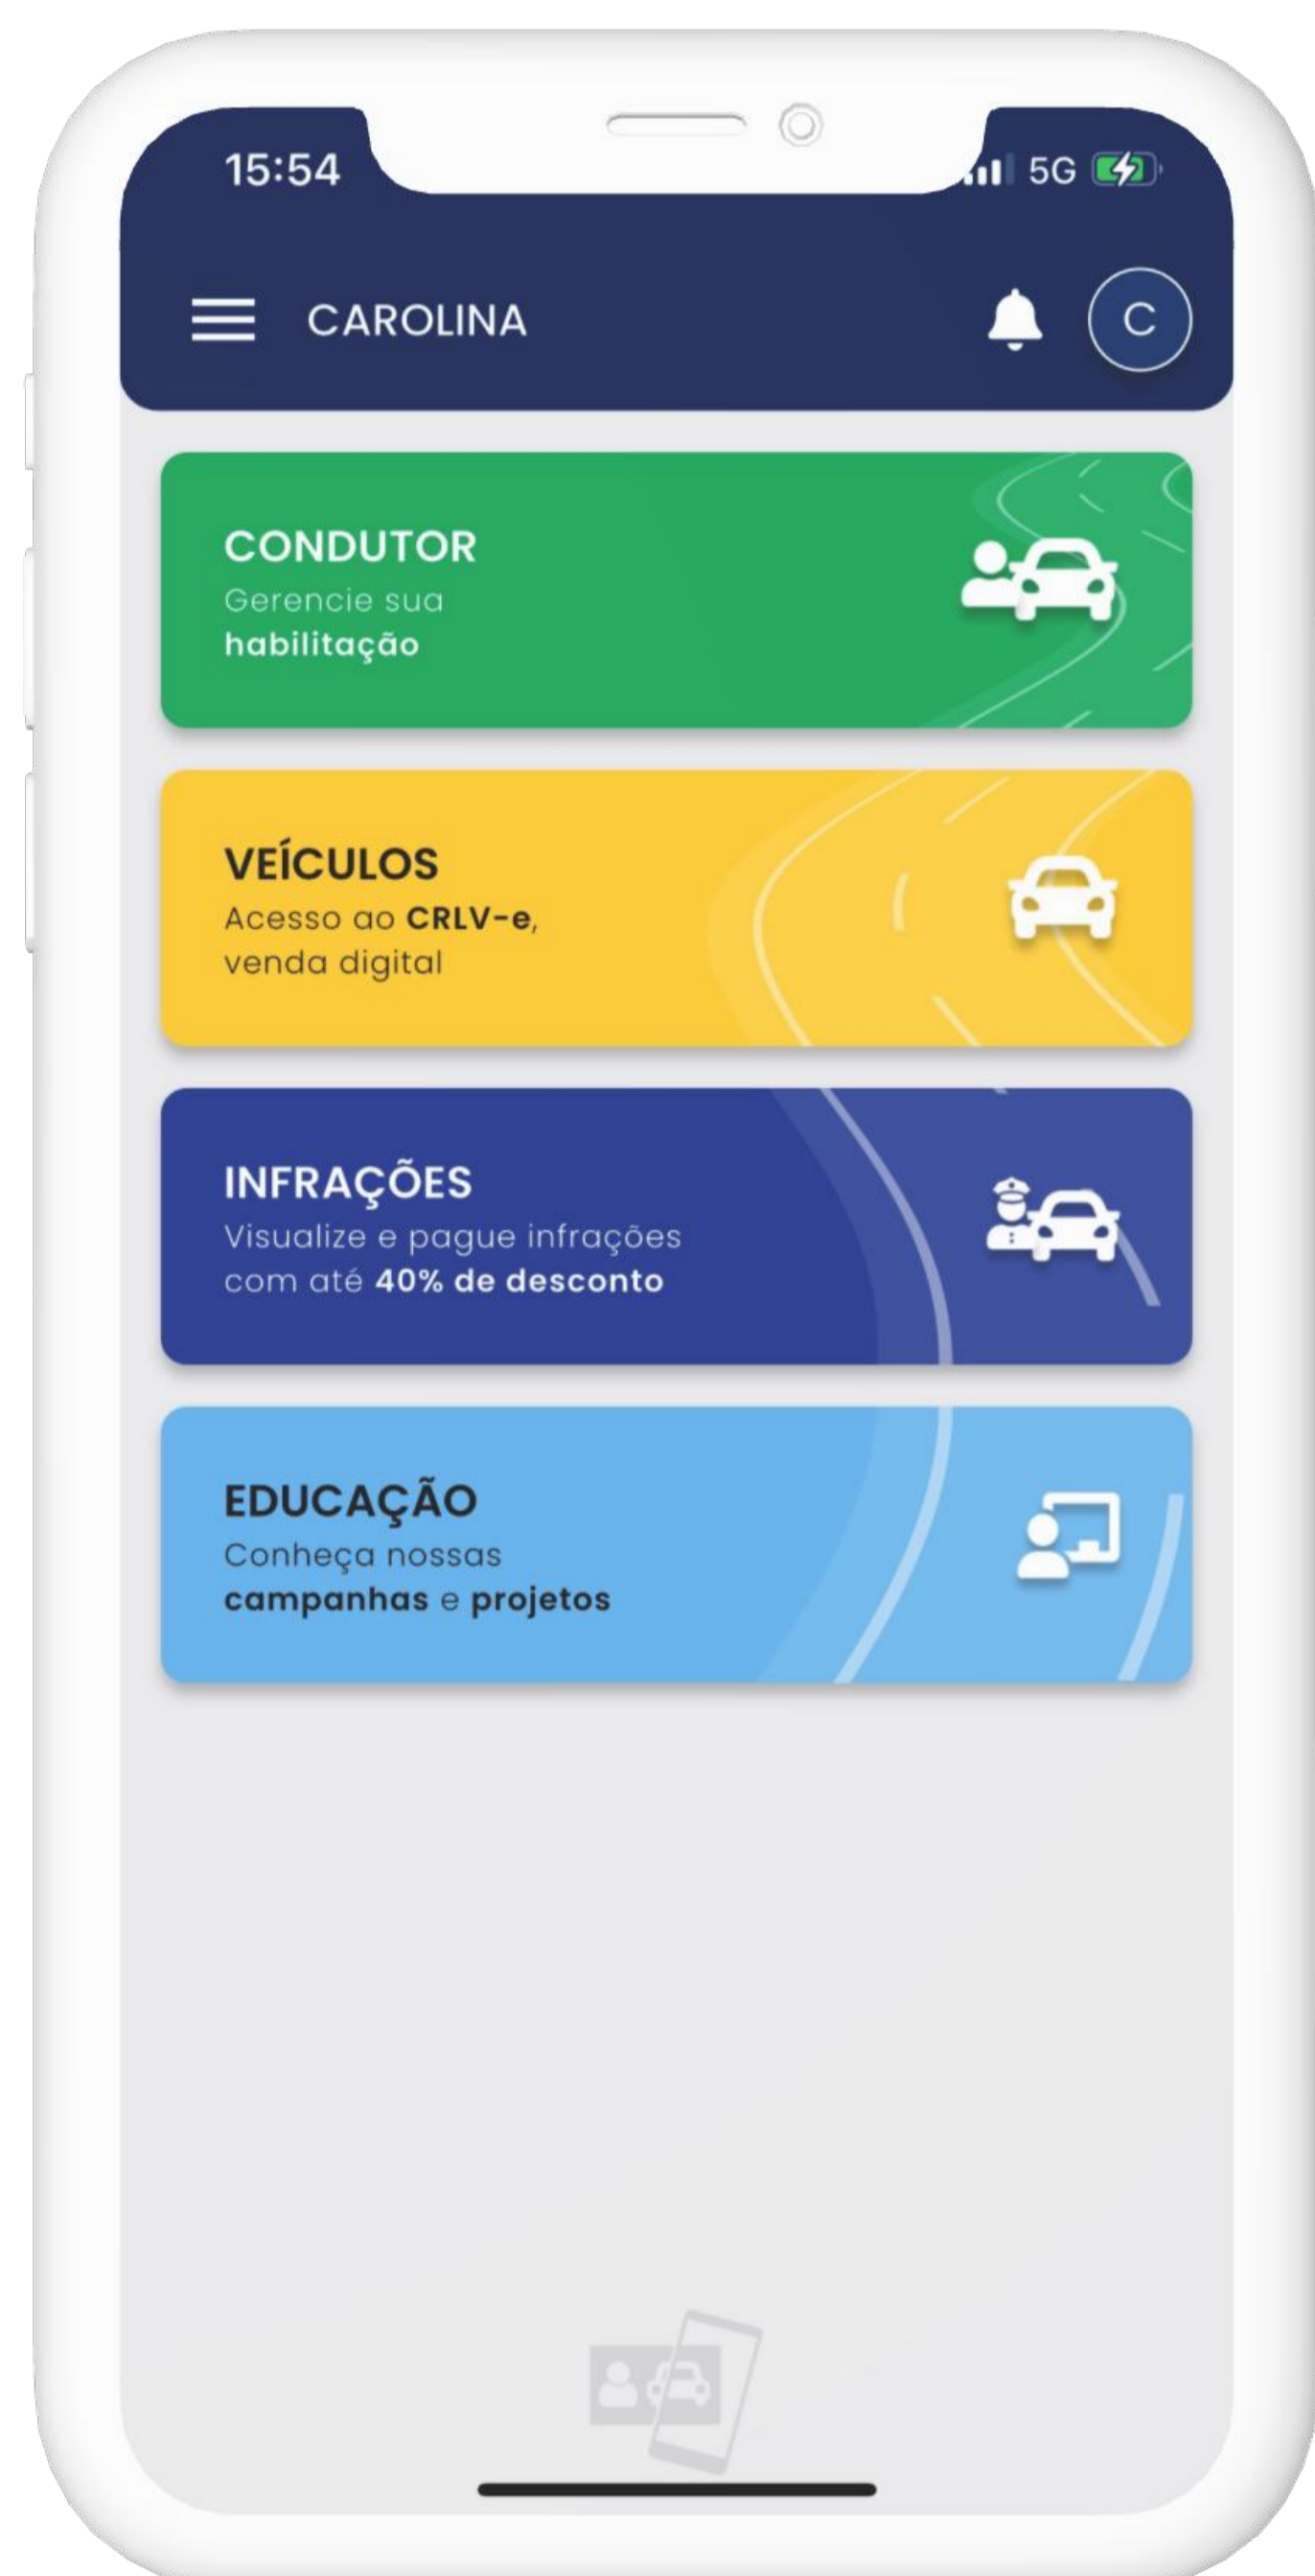 15:54
5G
CAROLINA
C
CONDUTOR
Gerencie sua
habilitação
VEÍCULOS
Acesso ao CRLV-e,
venda digital
INFRAÇÕES
Visualize e pague infrações
com até 40% de desconto
EDUCAÇÃO
Conheça nossas
campanhas e projetos